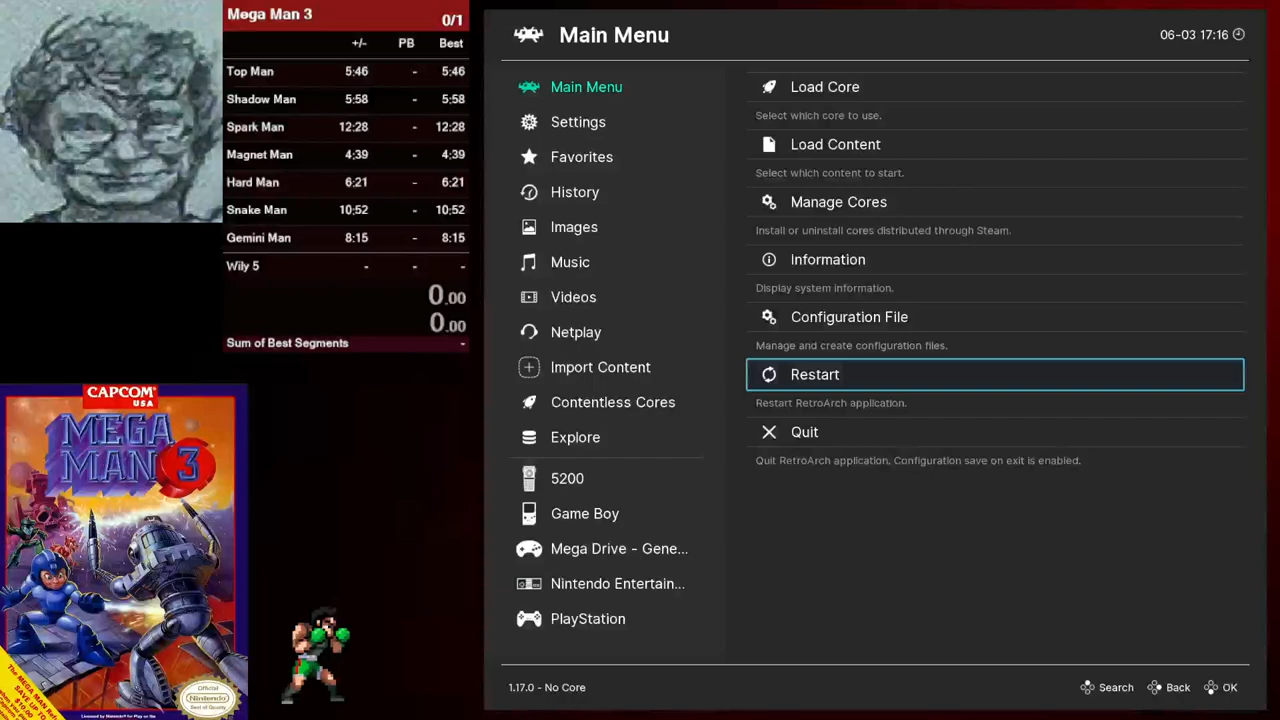 Mega Man 3
0/1
+/- PB Best
Top Man 5:46 - 5:46
Shadow Man 5:58 - 5:58
Spark Man 12:28 - 12:28
Magnet Man 4:39 - 4:39
Hard Man 6:21 - 6:21
Snake Man 10:52 - 10:52
Gemini Man 8:15 - 8:15
Wily 5 - - -
0.00
0.00
Sum of Best Segments -
CAPCOM
USA
MEGA
MAN 3
Official
Nintendo
Seal of Quality
Main Menu
06-03 17:16
Main Menu
Settings
Favorites
History
Images
Music
Videos
Netplay
Import Content
Contentless Cores
Explore
5200
Game Boy
Mega Drive - Gene...
Nintendo Entertain...
PlayStation
Load Core
Select which core to use.
Load Content
Select which content to start.
Manage Cores
Install or uninstall cores distributed through Steam.
Information
Display system information.
Configuration File
Manage and create configuration files.
Restart
Restart RetroArch application.
Quit
Quit RetroArch application. Configuration save on exit is enabled.
1.17.0 - No Core
Search Back OK